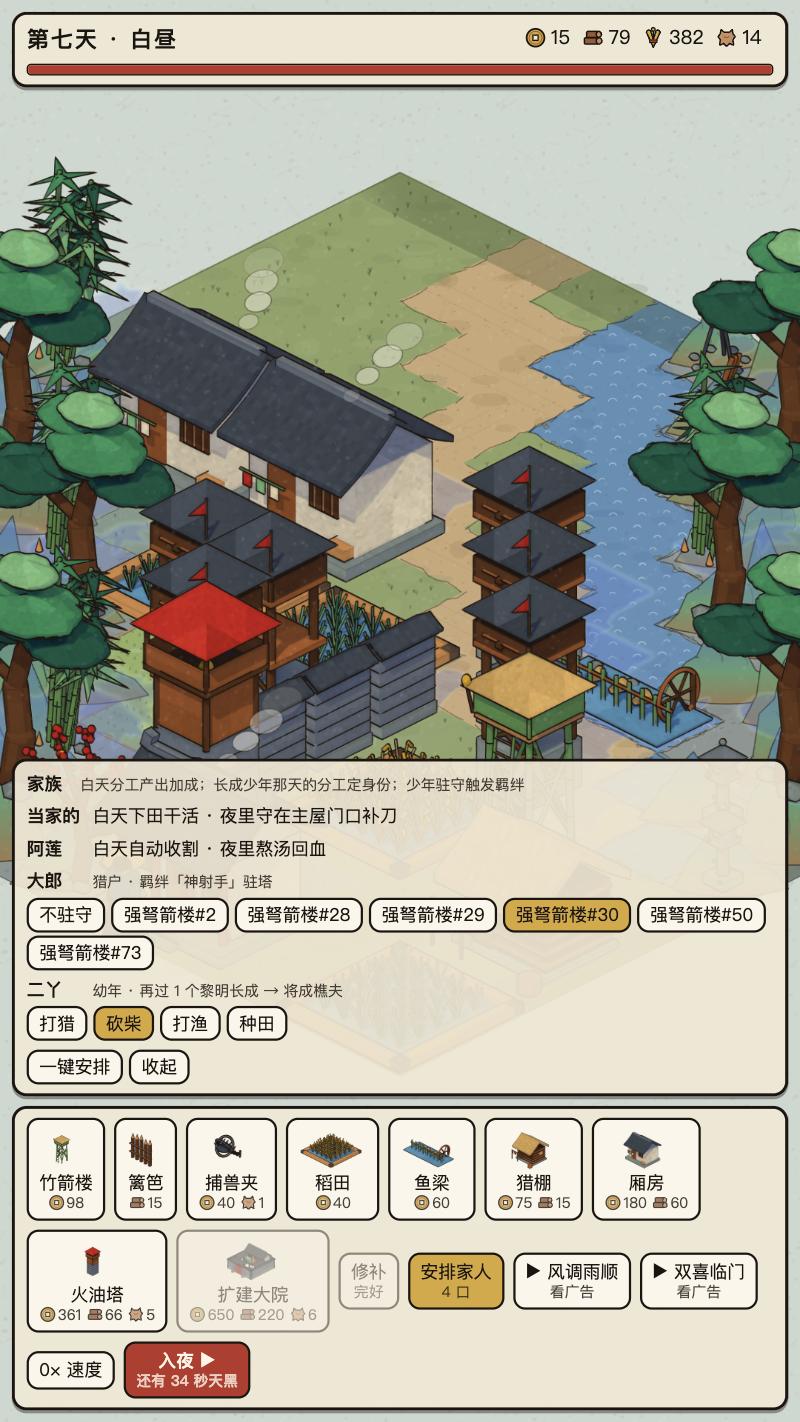 第七天 · 白昼 15 79 382 14
家族 白天分工产出加成；长成少年那天的分工定身份；少年驻守触发羁绊
当家的 白天下田干活 · 夜里守在主屋门口补刀
阿莲 白天自动收割 · 夜里熬汤回血
大郎 猎户 · 羁绊「神射手」驻塔
不驻守 强弩箭楼#2 强弩箭楼#28 强弩箭楼#29 强弩箭楼#30 强弩箭楼#50
强弩箭楼#73
二丫 幼年 · 再过 1 个黎明长成 → 将成樵夫
打猎 砍柴 打渔 种田
一键安排 收起
竹箭楼 篱笆 捕兽夹 稻田 鱼梁 猎棚 厢房
98 15 40 1 40 60 75 15 180 60
火油塔 扩建大院 修补 安排家人 ▶ 风调雨顺 ▶ 双喜临门
361 66 5 650 220 6 完好 4 口 看广告 看广告
0× 速度 入夜 ▶
还有 34 秒天黑